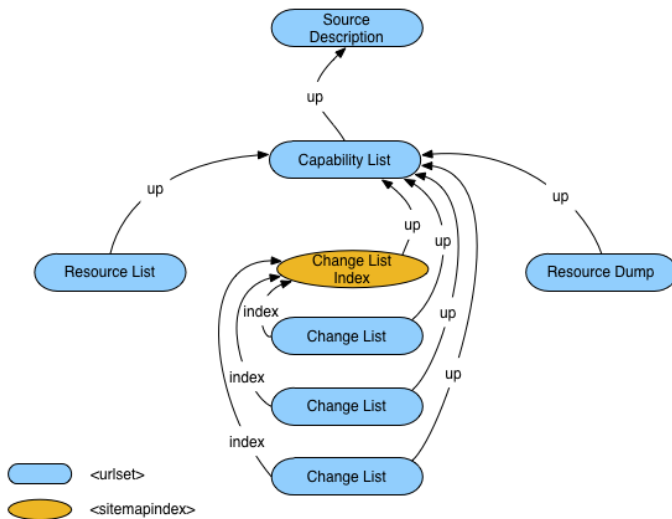 Source
Description
up
Capability List
up
up
up
Resource List
Change List
Index
Resource Dump
up
index
Change List
up
index
Change List
up
index
Change List
<urlset>
<sitemapindex>